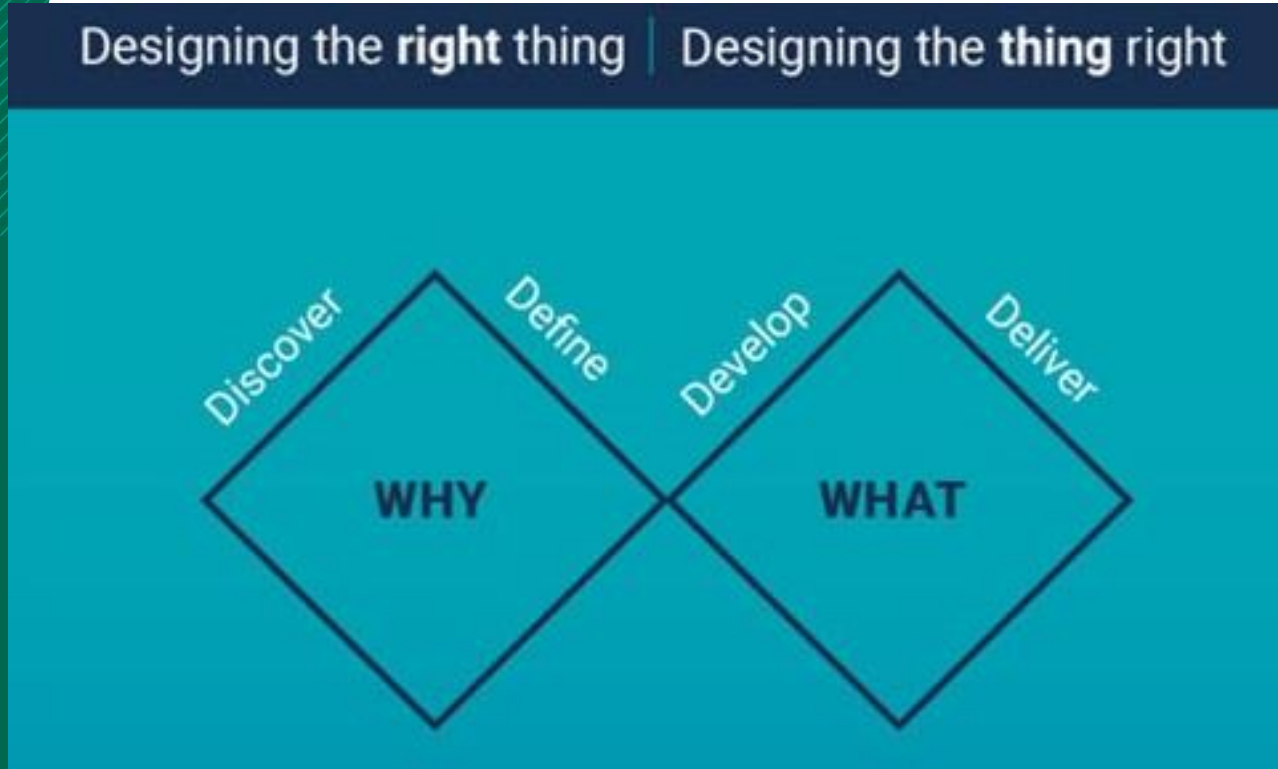 Designing the right thing | Designing the thing right
Discover
Define
Develop
Deliver
WHY
WHAT